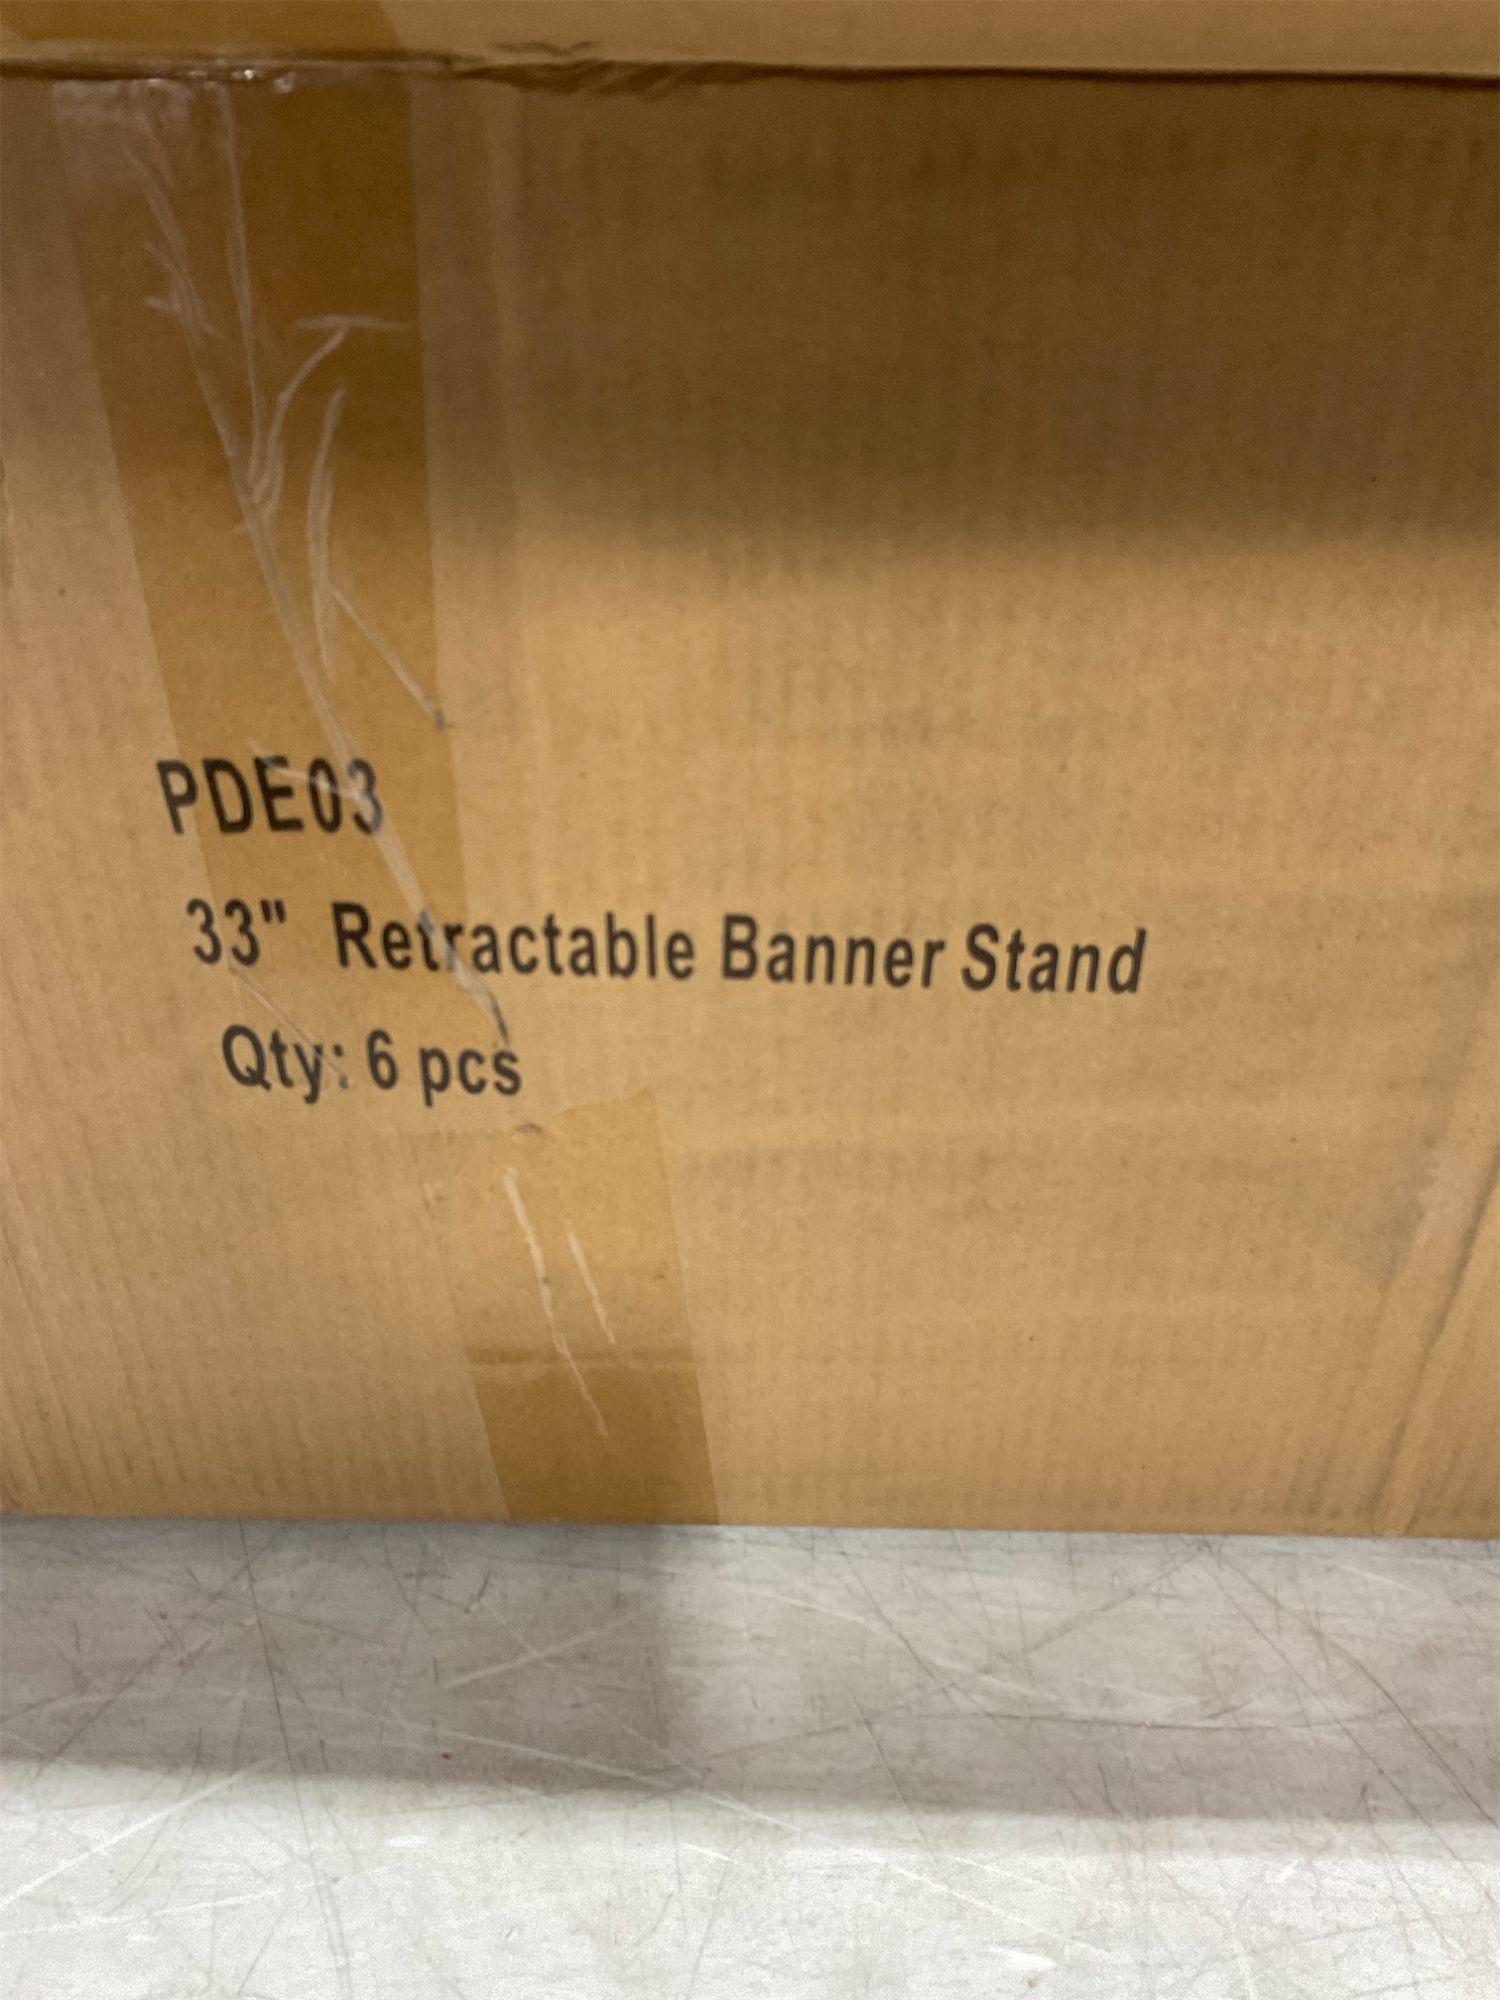 PDE03
33" Retractable Banner Stand
Qty: 6 pcs